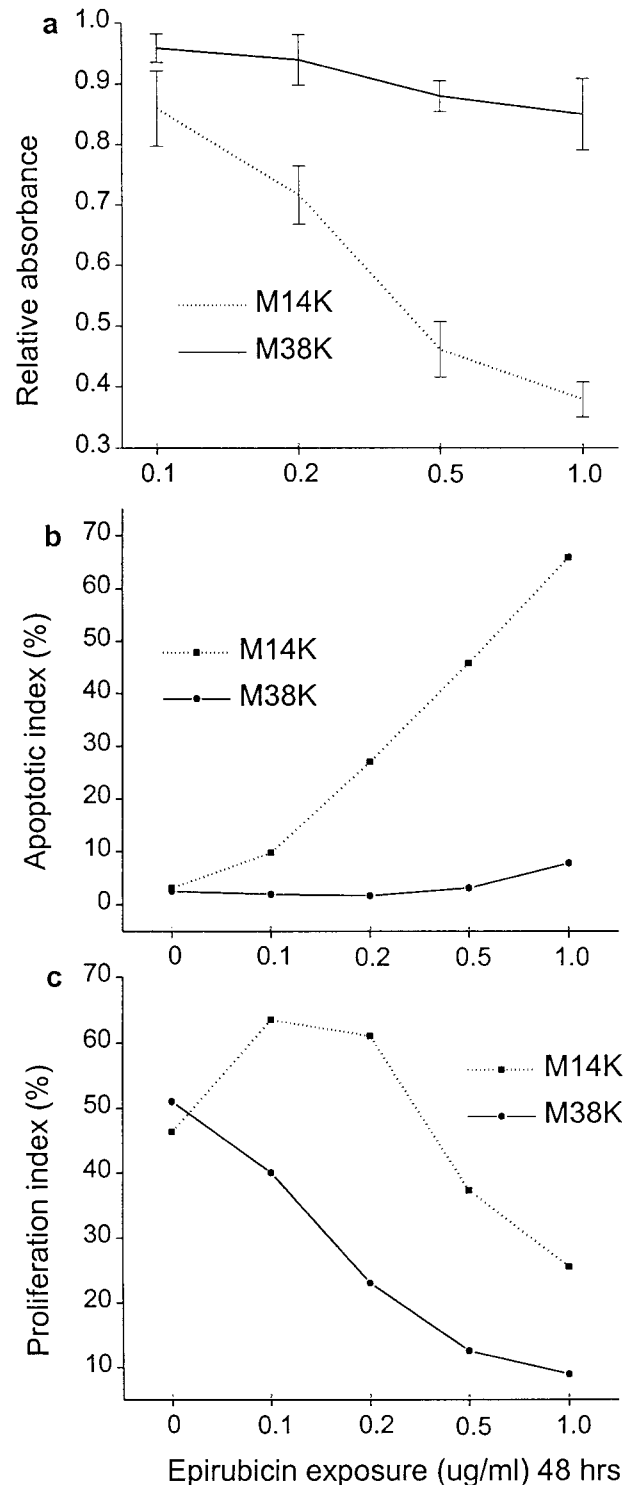 a
1.0
0.9
0.8
0.7
0.6
0.5
0.4
0.3
Relative absorbance
M14K
M38K
0.1 0.2 0.5 1.0
b
70
60
50
40
30
20
10
0
Apoptotic index (%)
M14K
M38K
0 0.1 0.2 0.5 1.0
c
70
60
50
40
30
20
10
Proliferation index (%)
M14K
M38K
0 0.1 0.2 0.5 1.0
Epirubicin exposure (ug/ml) 48 hrs